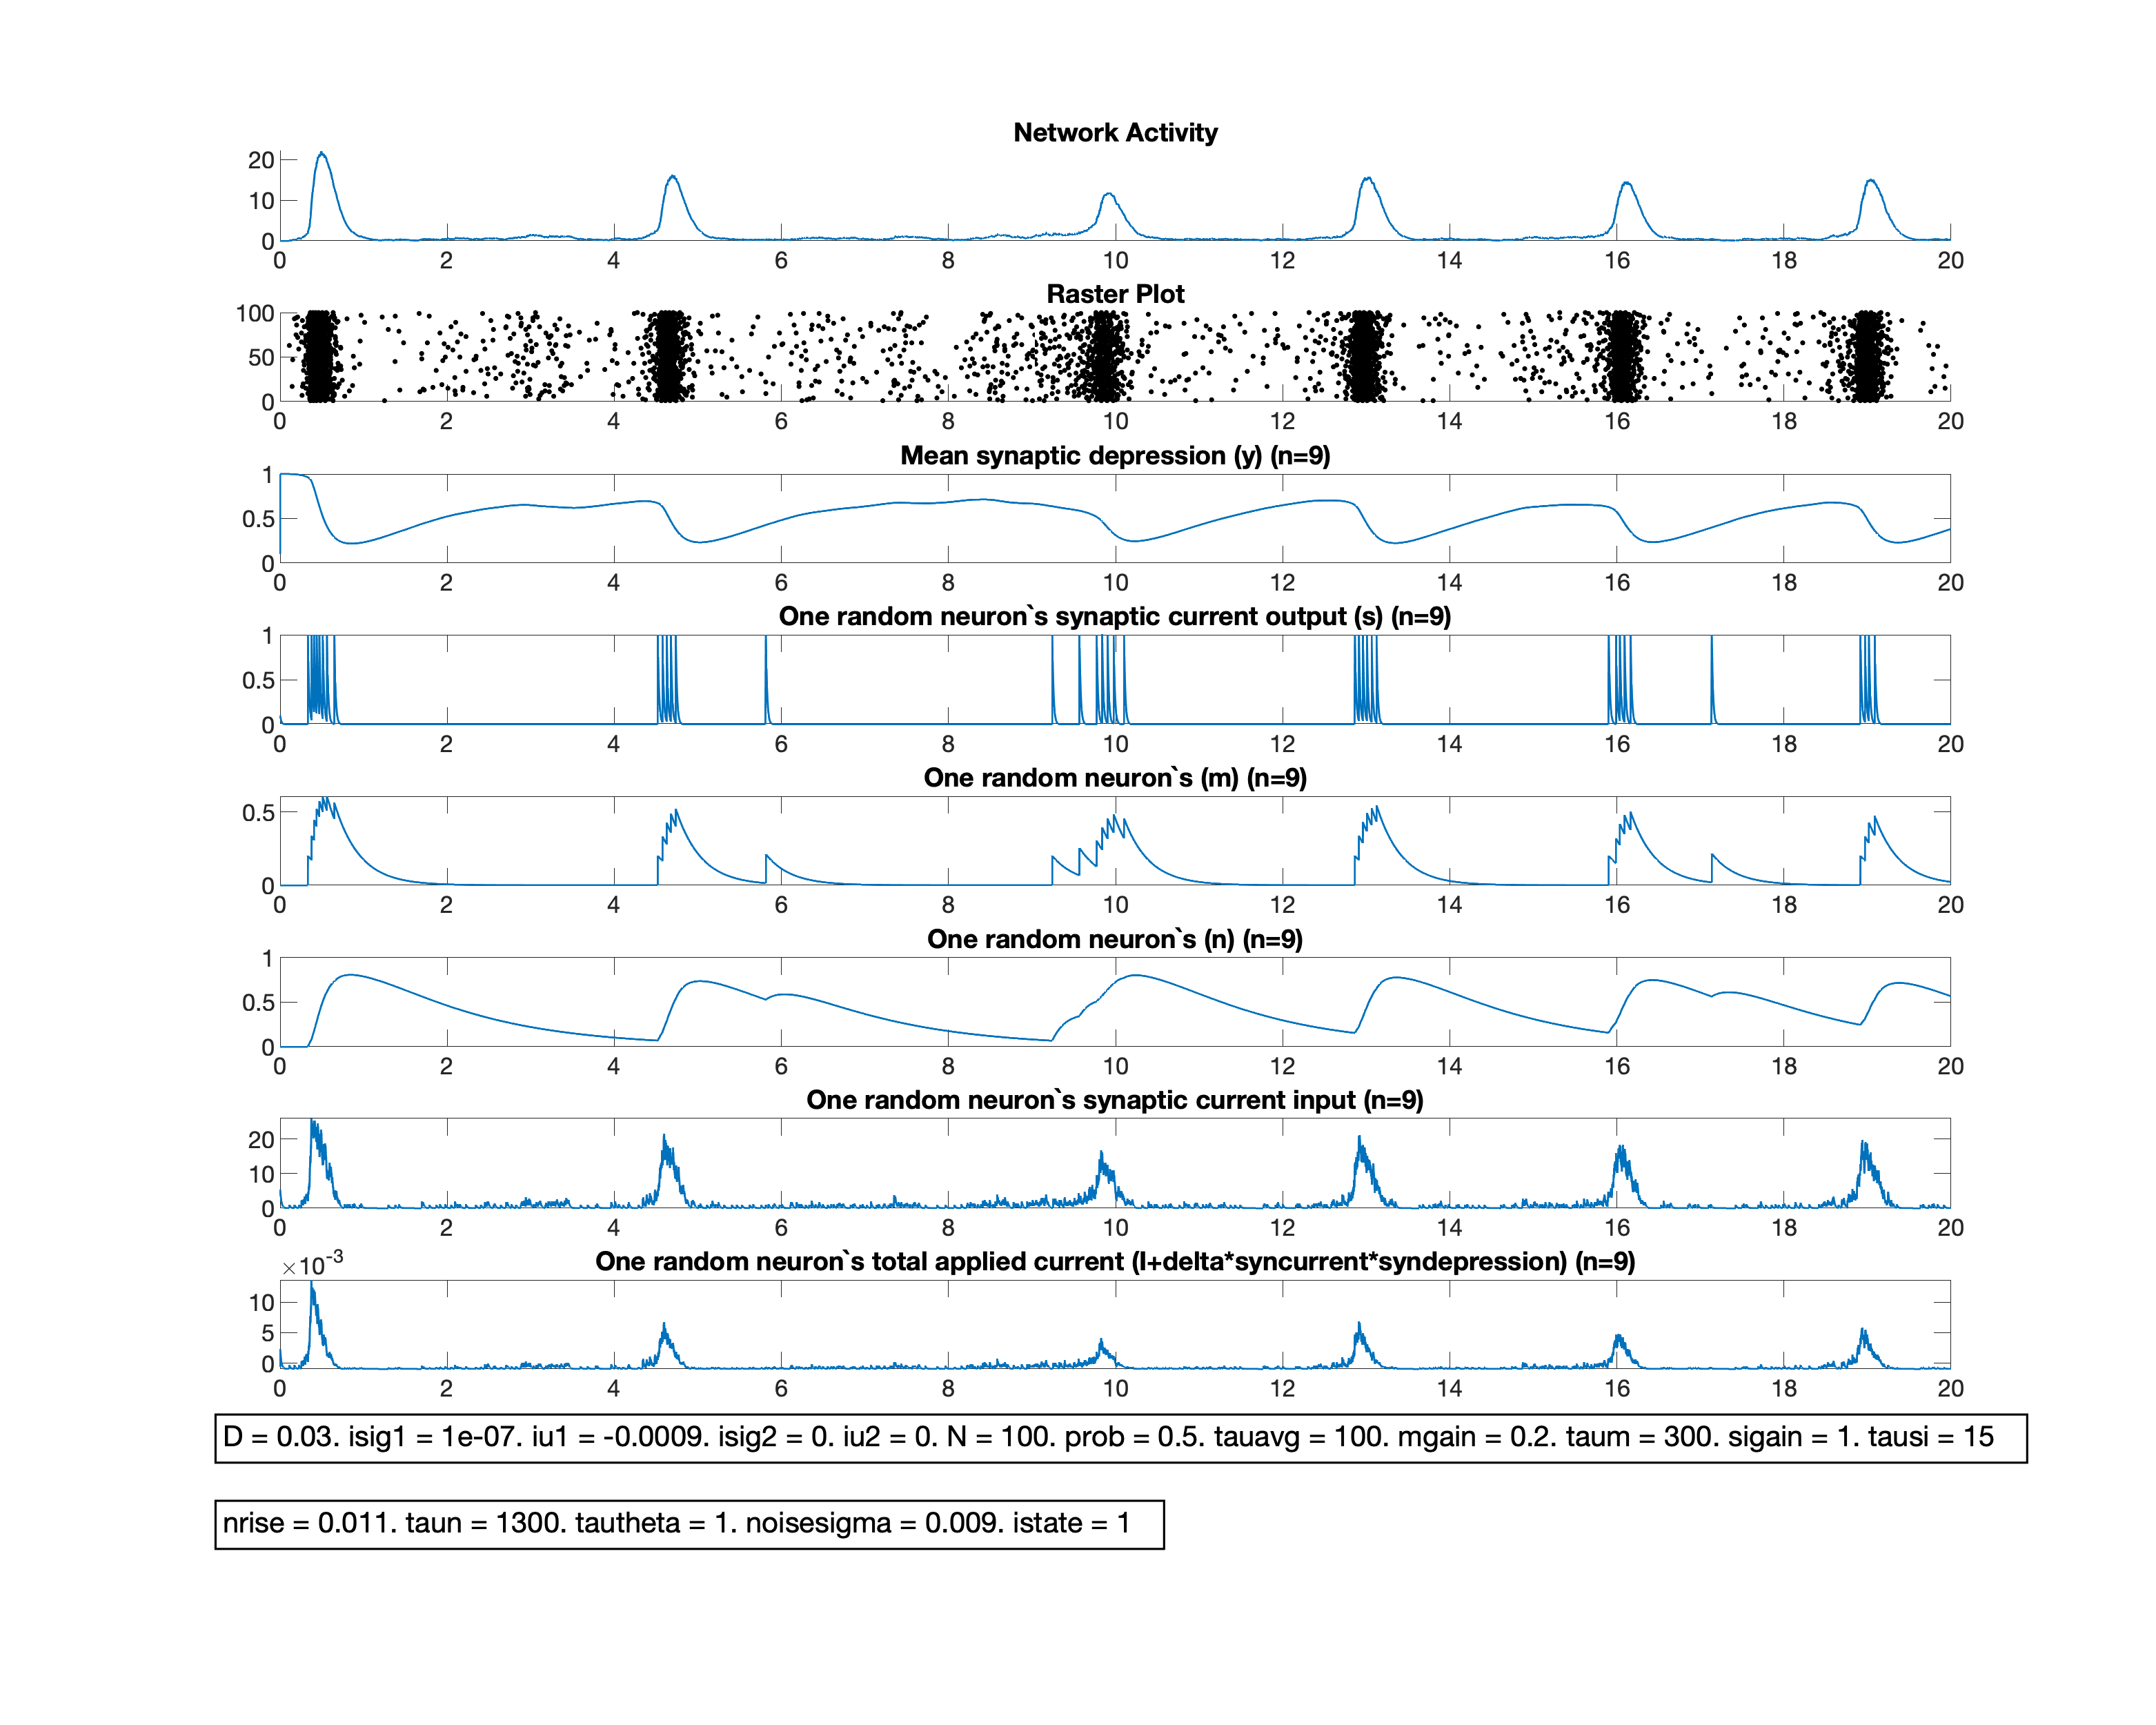 Network Activity
20
10
0
0 2 4 6 8 10 12 14 16 18 20
Raster Plot
100
50
0
0 2 4 6 8 10 12 14 16 18 20
Mean synaptic depression (y) (n=9)
1
0.5
0
0 2 4 6 8 10 12 14 16 18 20
One random neuron`s synaptic current output (s) (n=9)
1
0.5
0
0 2 4 6 8 10 12 14 16 18 20
One random neuron`s (m) (n=9)
0.5
0
0 2 4 6 8 10 12 14 16 18 20
One random neuron`s (n) (n=9)
1
0.5
0
0 2 4 6 8 10 12 14 16 18 20
One random neuron`s synaptic current input (n=9)
20
10
0
0 2 4 6 8 10 12 14 16 18 20
×10-3 One random neuron`s total applied current (I+delta*syncurrent*syndepression) (n=9)
10
5
0
0 2 4 6 8 10 12 14 16 18 20
D = 0.03. isig1 = 1e-07. iu1 = -0.0009. isig2 = 0. iu2 = 0. N = 100. prob = 0.5. tauavg = 100. mgain = 0.2. taum = 300. sigain = 1. tausi = 15
nrise = 0.011. taun = 1300. tautheta = 1. noisesigma = 0.009. istate = 1